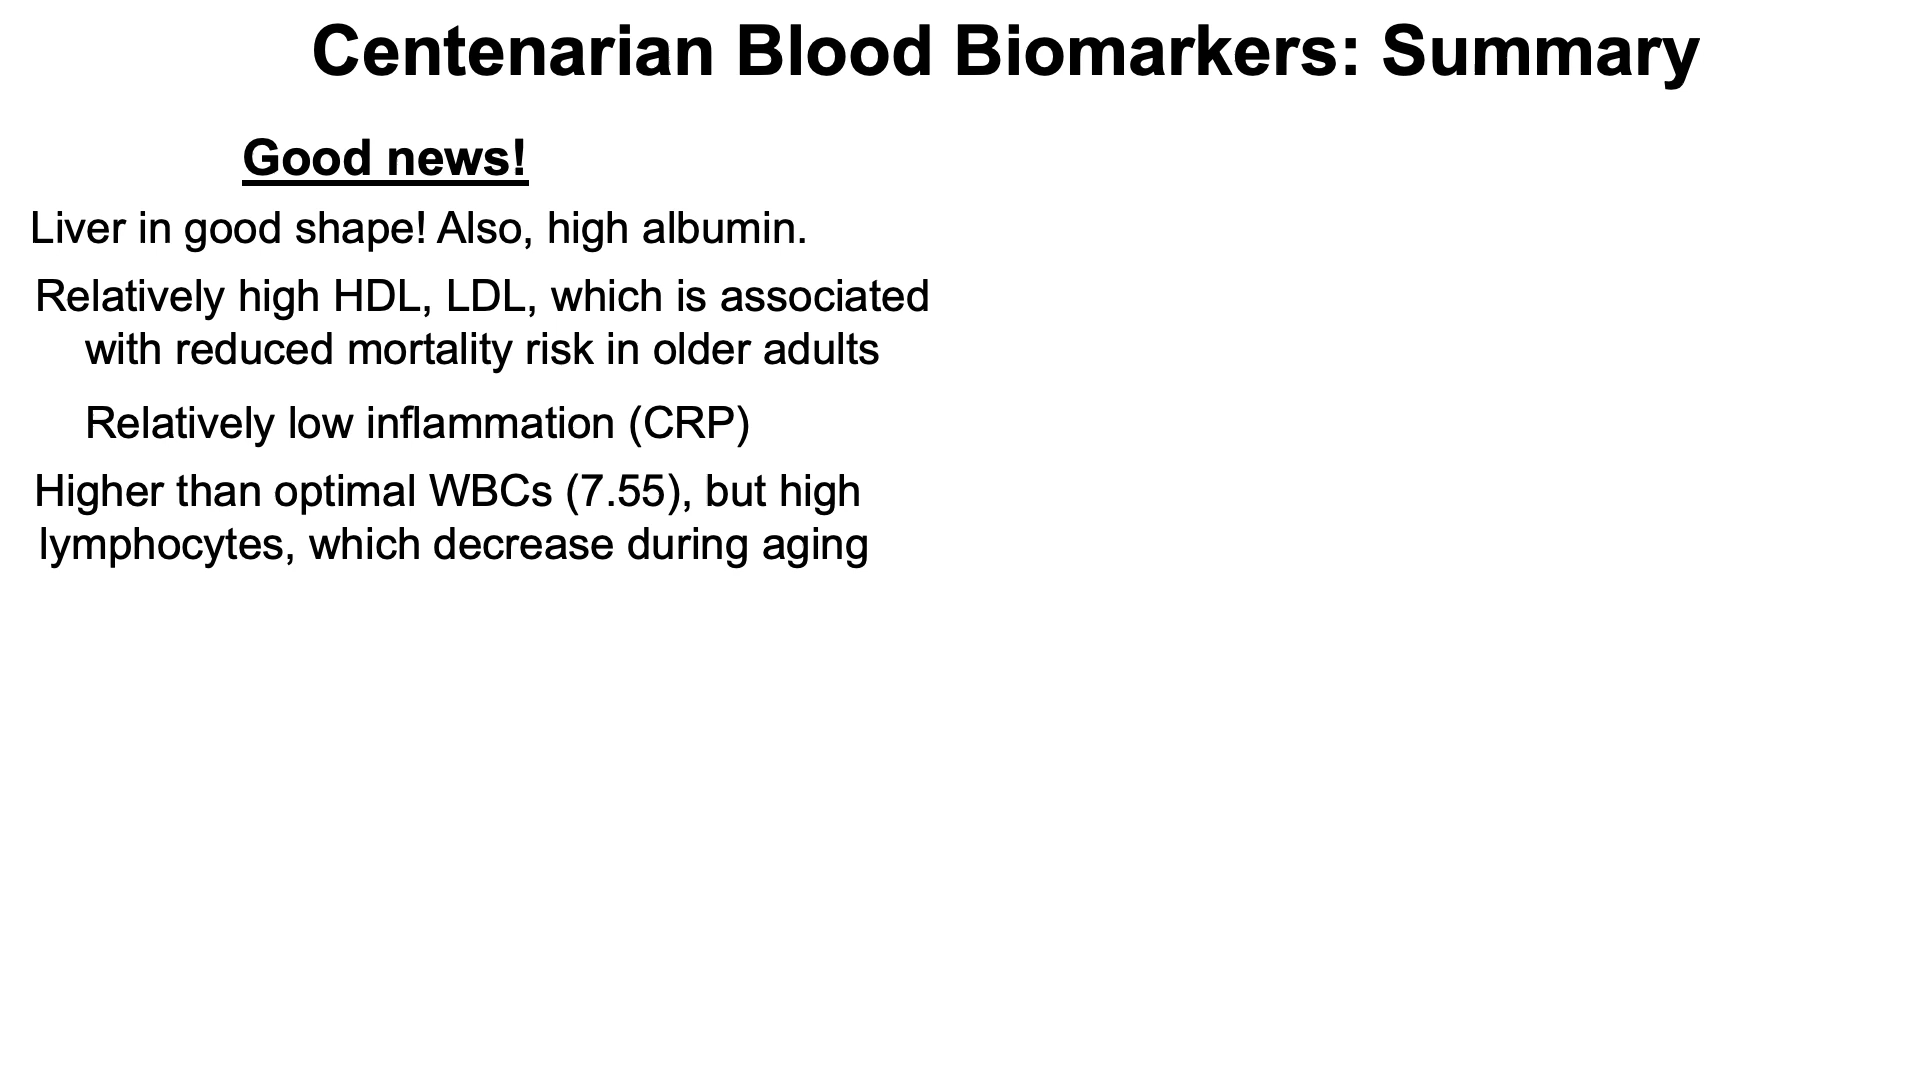 Centenarian Blood Biomarkers: Summary
Good news!
Liver in good shape! Also, high albumin.
Relatively high HDL, LDL, which is associated
with reduced mortality risk in older adults
Relatively low inflammation (CRP)
Higher than optimal WBCs (7.55), but high
lymphocytes, which decrease during aging